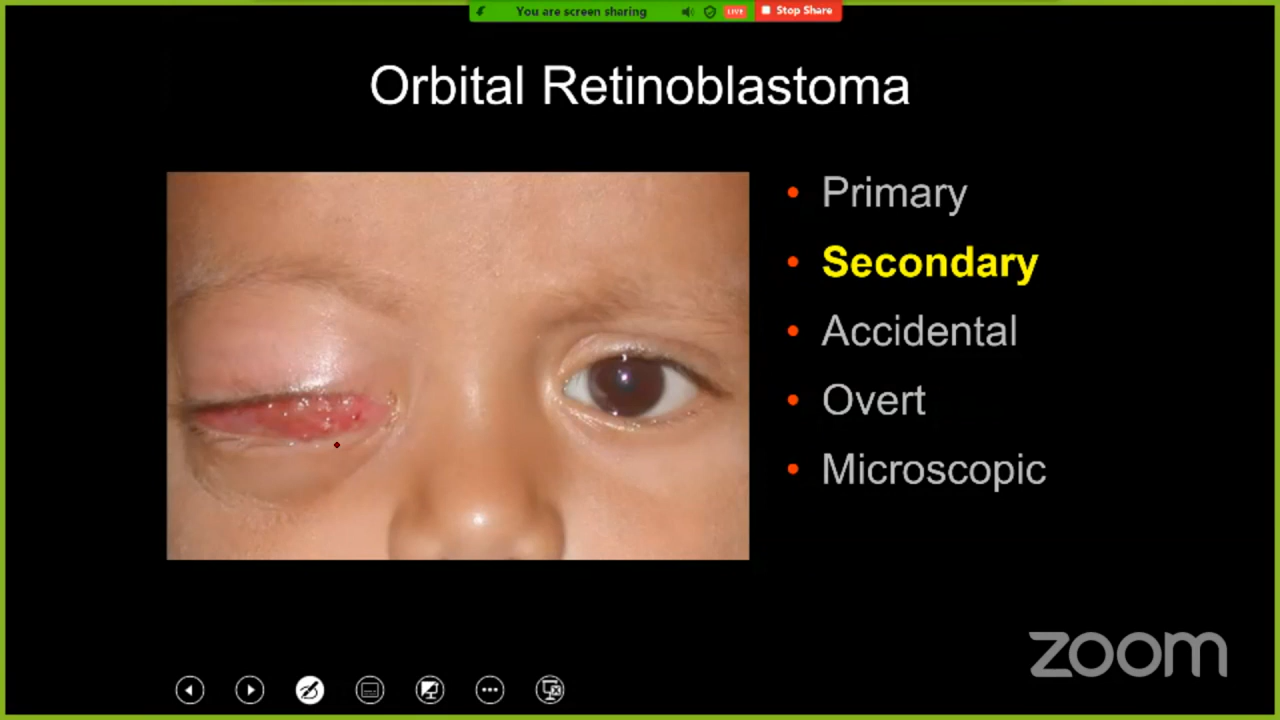 You are screen sharing
LIVE
Stop Share
Orbital Retinoblastoma
• Primary
• Secondary
• Accidental
• Overt
• Microscopic
zoom